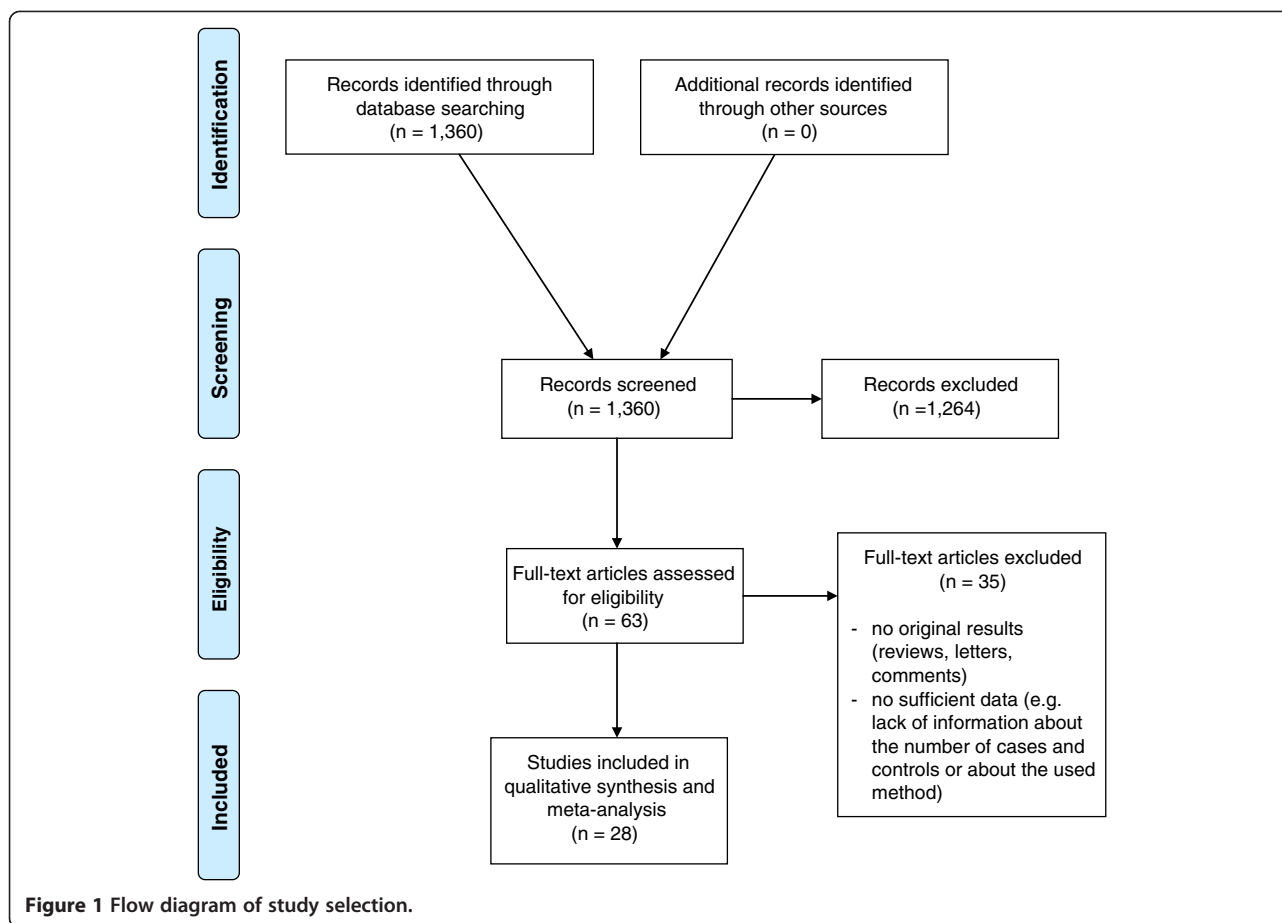 Identification
Records identified through
database searching
(n = 1,360)
Additional records identified
through other sources
(n = 0)
Screening
Records screened
(n = 1,360)
Records excluded
(n =1,264)
Eligibility
Full-text articles assessed
for eligibility
(n = 63)
Full-text articles excluded
(n = 35)
- no original results
(reviews, letters,
comments)
- no sufficient data (e.g.
lack of information about
the number of cases and
controls or about the used
method)
Included
Studies included in
qualitative synthesis and
meta-analysis
(n = 28)
Figure 1 Flow diagram of study selection.